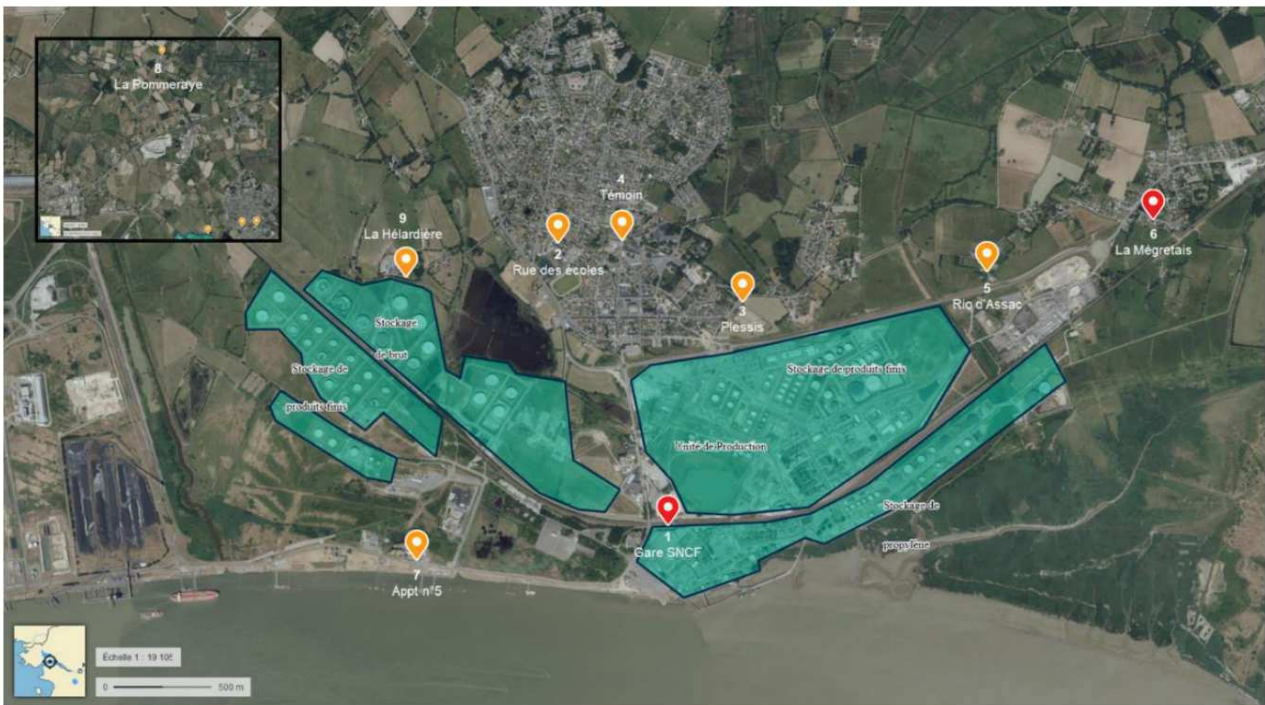 8
La Pommeraye
4
Témoin
9
La Hélardière
2
Rue des écoles
6
La Mégretais
5
Rio d'Assac
3
Plessis
Stockage
de brut
Stockage de
produits finis
Stockage de produits finis
Unité de Production
Stockage de
propylène
1
Gare SNCF
7
Appt n°5
Échelle 1 : 19 105
0
500 m